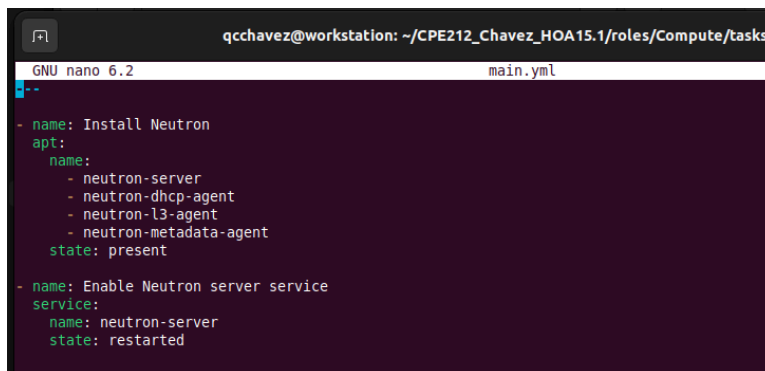 qcchavez@workstation: ~/CPE212_Chavez_HOA15.1/roles/Compute/tasks
GNU nano 6.2 main.yml
---
- name: Install Neutron
apt:
name:
- neutron-server
- neutron-dhcp-agent
- neutron-l3-agent
- neutron-metadata-agent
state: present
- name: Enable Neutron server service
service:
name: neutron-server
state: restarted